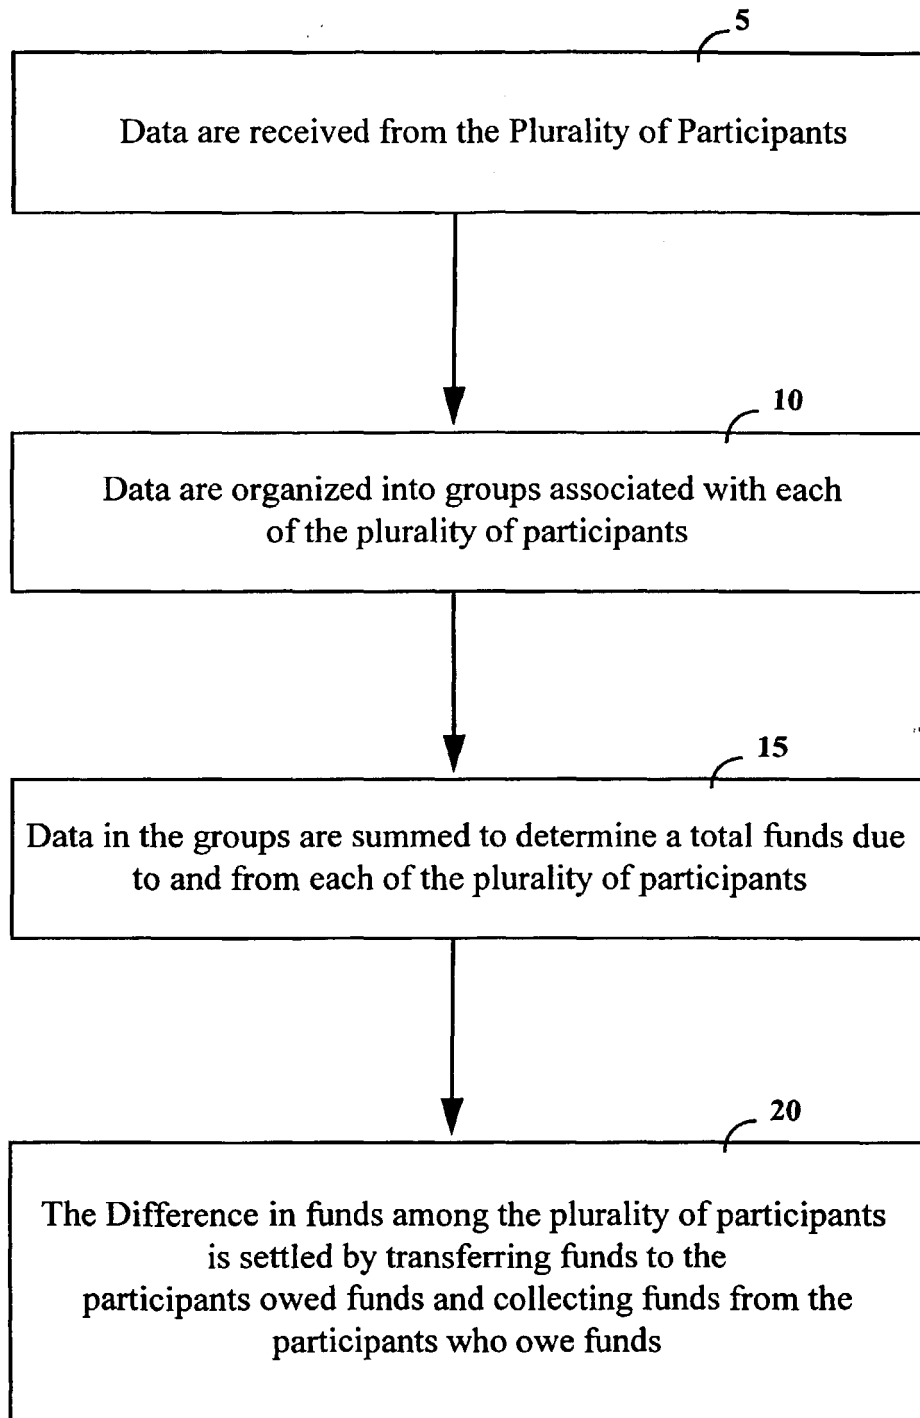 5
Data are received from the Plurality of Participants
10
Data are organized into groups associated with each
of the plurality of participants
15
Data in the groups are summed to determine a total funds due
to and from each of the plurality of participants
20
The Difference in funds among the plurality of participants
is settled by transferring funds to the
participants owed funds and collecting funds from the
participants who owe funds